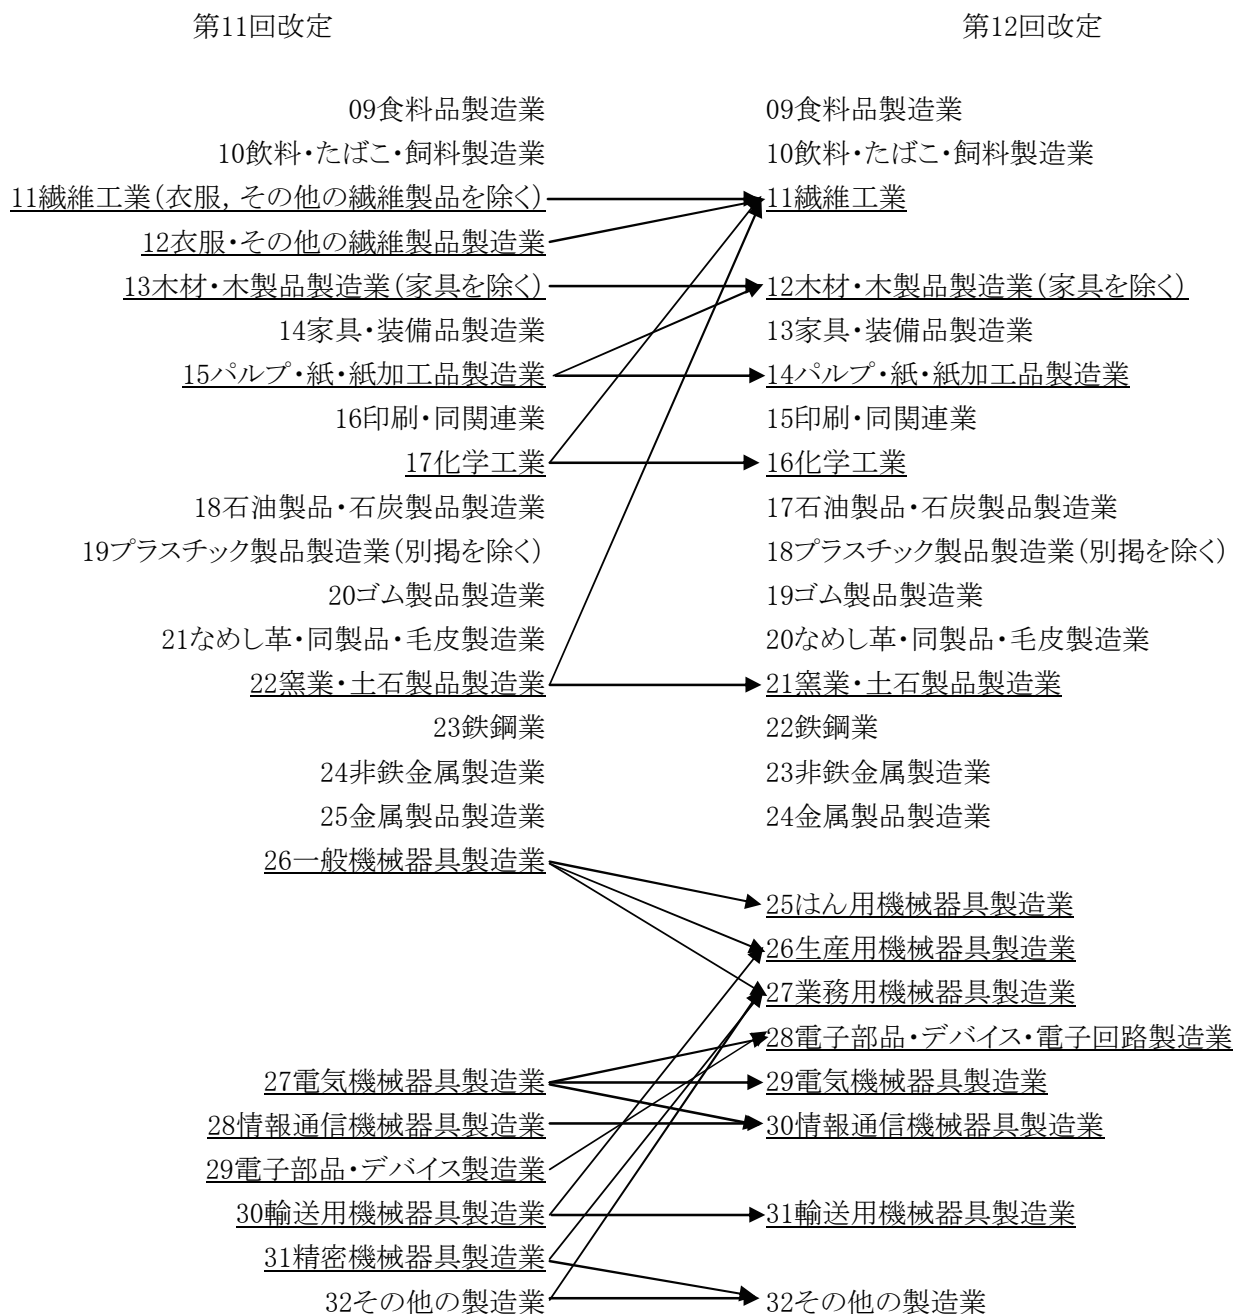 第11回改定
第12回改定
09食料品製造業
09食料品製造業
10飲料・たばこ・飼料製造業
10飲料・たばこ・飼料製造業
11繊維工業(衣服,その他の繊維製品を除く)
11繊維工業
12衣服・その他の繊維製品製造業
13木材・木製品製造業(家具を除く)
12木材・木製品製造業(家具を除く)
14家具・装備品製造業
13家具・装備品製造業
15パルプ・紙・紙加工品製造業
14パルプ・紙・紙加工品製造業
16印刷・同関連業
15印刷・同関連業
17化学工業
16化学工業
18石油製品・石炭製品製造業
17石油製品・石炭製品製造業
19プラスチック製品製造業(別掲を除く)
18プラスチック製品製造業(別掲を除く)
20ゴム製品製造業
19ゴム製品製造業
21なめし革・同製品・毛皮製造業
20なめし革・同製品・毛皮製造業
22窯業・土石製品製造業
21窯業・土石製品製造業
23鉄鋼業
22鉄鋼業
24非鉄金属製造業
23非鉄金属製造業
25金属製品製造業
24金属製品製造業
26一般機械器具製造業
25はん用機械器具製造業
26生産用機械器具製造業
27業務用機械器具製造業
28電子部品・デバイス・電子回路製造業
27電気機械器具製造業
29電気機械器具製造業
28情報通信機械器具製造業
30情報通信機械器具製造業
29電子部品・デバイス製造業
30輸送用機械器具製造業
31輸送用機械器具製造業
31精密機械器具製造業
32その他の製造業
32その他の製造業